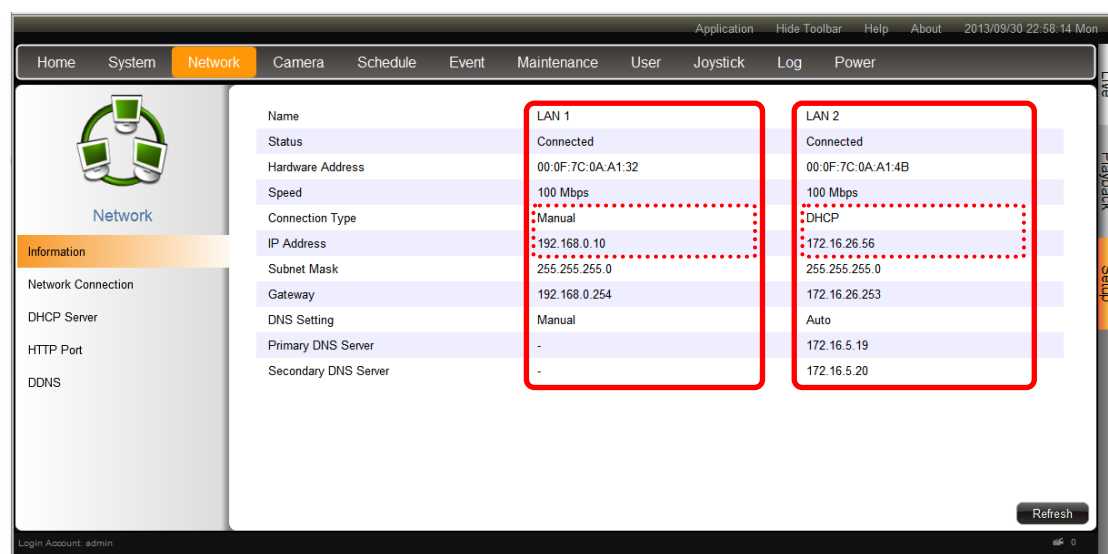 Application Hide Toolbar Help About 2013/09/30 22:58:14 Mon
Home System Network Camera Schedule Event Maintenance User Joystick Log Power
Live
Playback
Setup
Network
Information
Network Connection
DHCP Server
HTTP Port
DDNS
Name LAN 1 LAN 2
Status Connected Connected
Hardware Address 00:0F:7C:0A:A1:32 00:0F:7C:0A:A1:4B
Speed 100 Mbps 100 Mbps
Connection Type Manual DHCP
IP Address 192.168.0.10 172.16.26.56
Subnet Mask 255.255.255.0 255.255.255.0
Gateway 192.168.0.254 172.16.26.253
DNS Setting Manual Auto
Primary DNS Server - 172.16.5.19
Secondary DNS Server - 172.16.5.20
Refresh
Login Account: admin 0